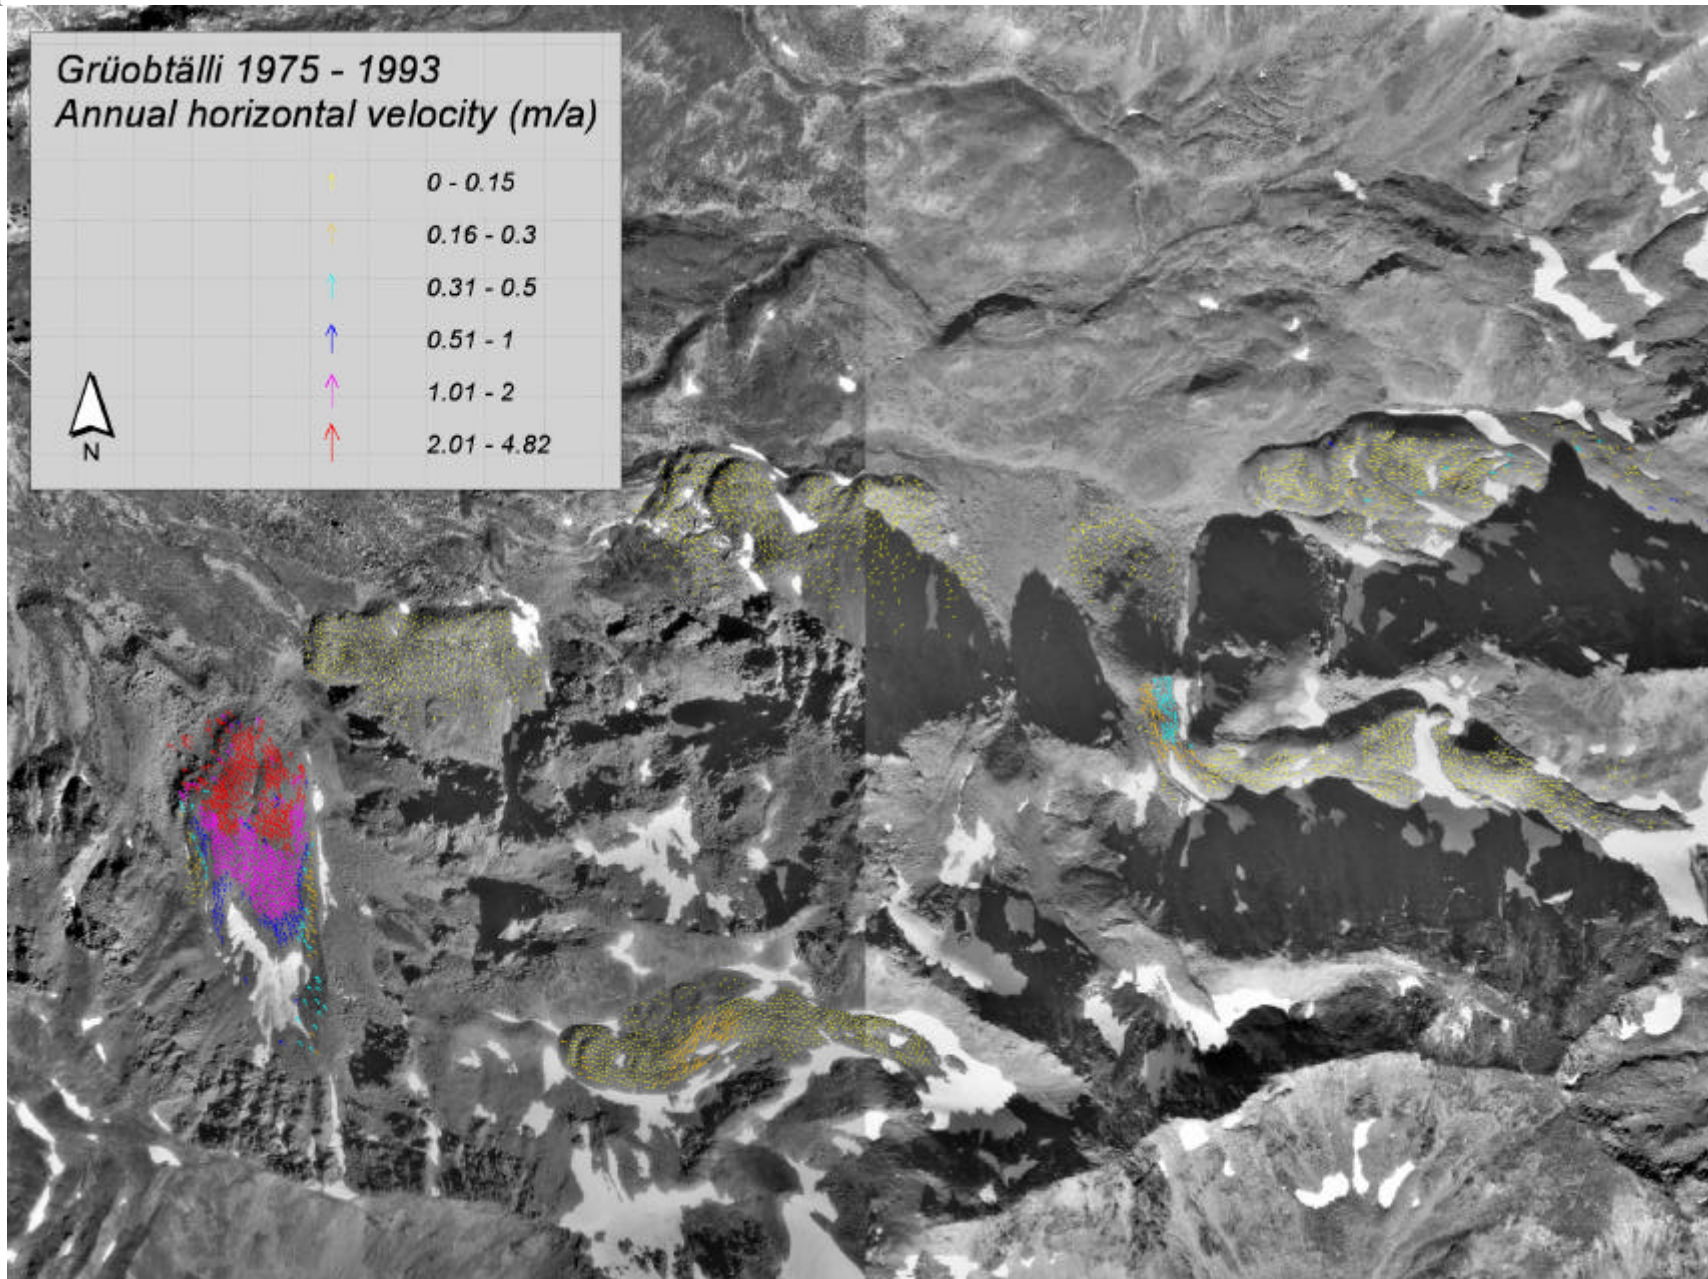 Grüobtälli 1975 - 1993
Annual horizontal velocity (m/a)
0 - 0.15
0.16 - 0.3
0.31 - 0.5
0.51 - 1
1.01 - 2
2.01 - 4.82
N